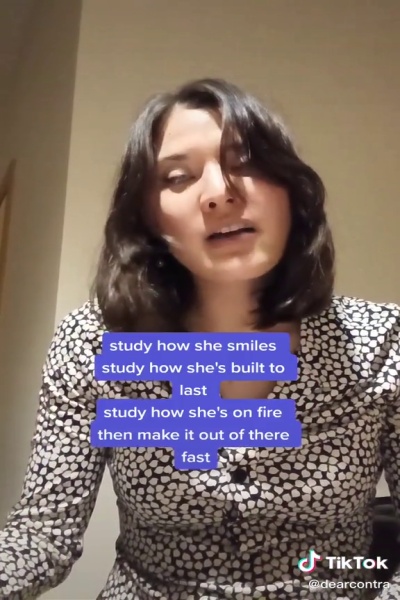 study how she smiles
study how she's built to
last
study how she's on fire
then make it out of there
fast
TikTok
@dearcontra